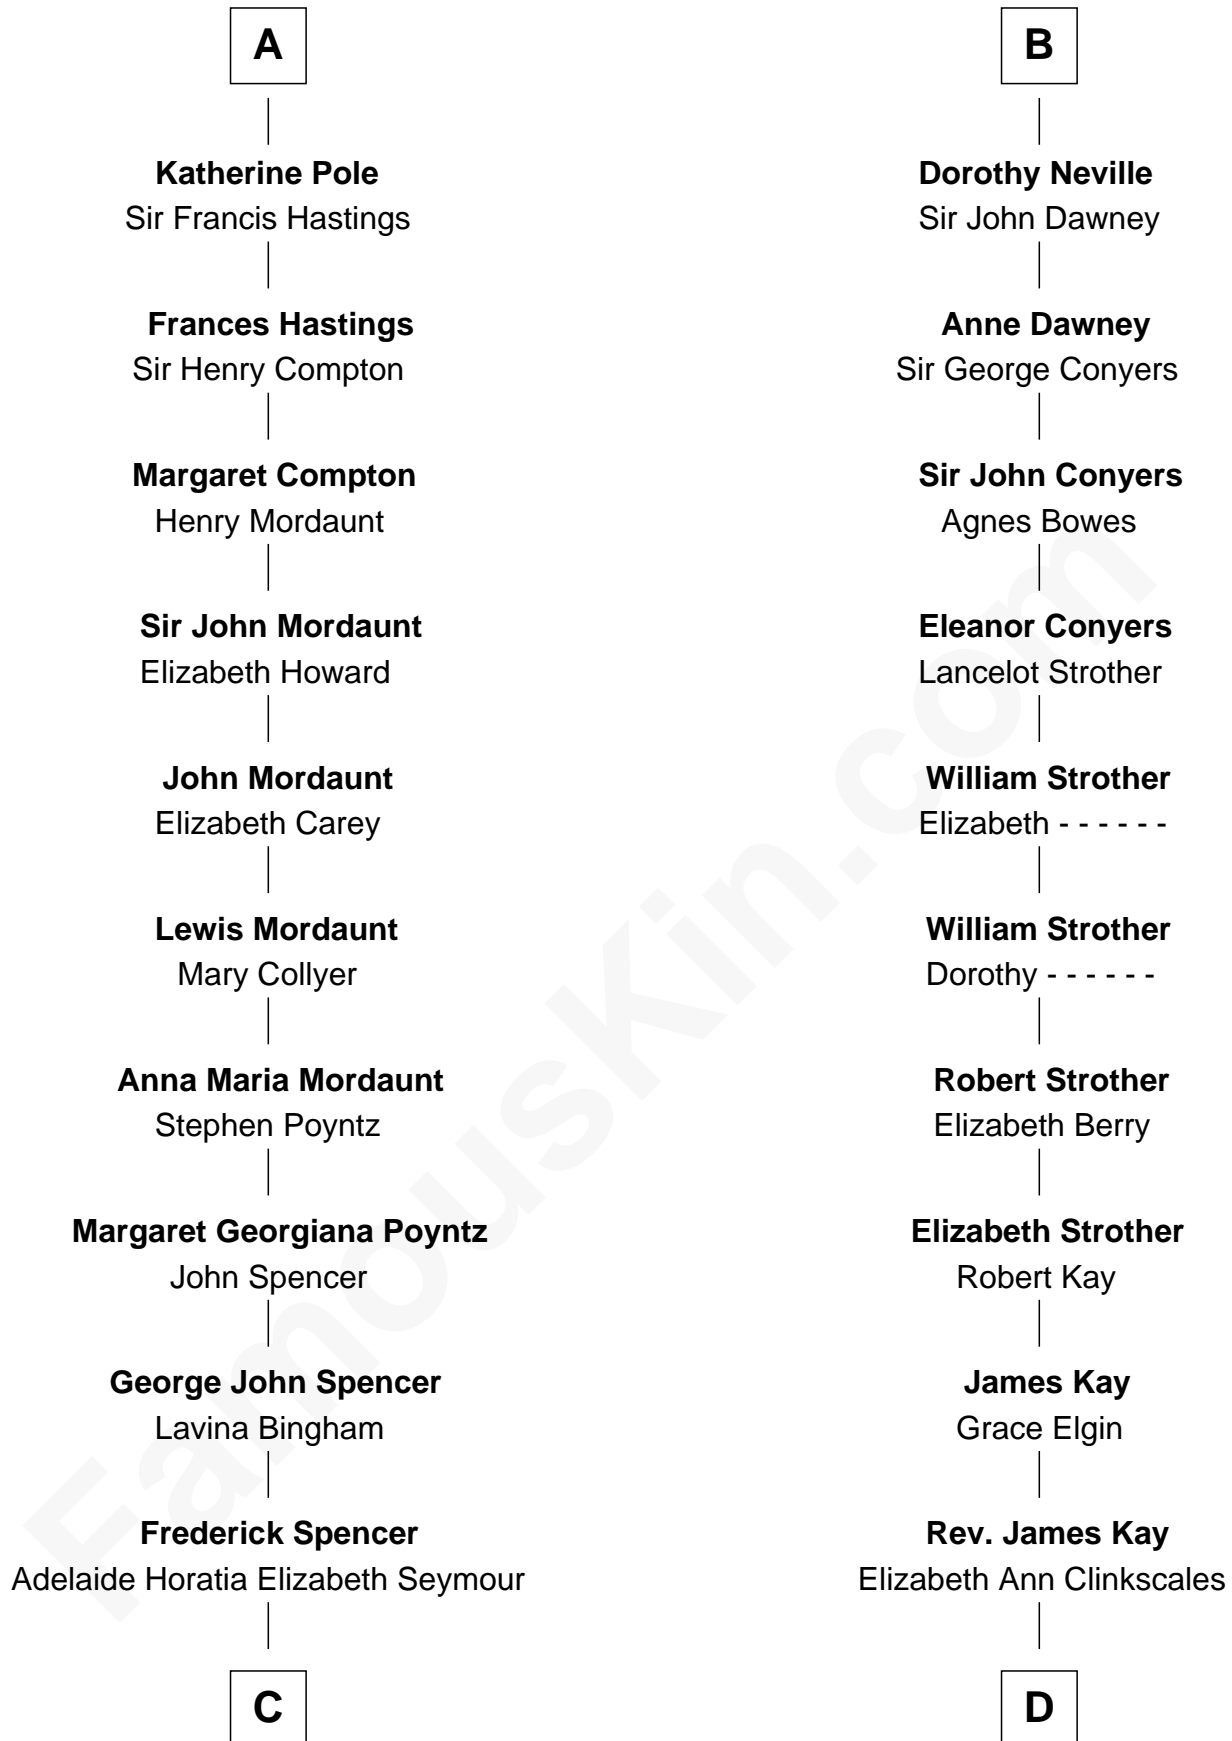 A
Katherine Pole
Sir Francis Hastings
Frances Hastings
Sir Henry Compton
Margaret Compton
Henry Mordaunt
Sir John Mordaunt
Elizabeth Howard
John Mordaunt
Elizabeth Carey
Lewis Mordaunt
Mary Collyer
Anna Maria Mordaunt
Stephen Poyntz
Margaret Georgiana Poyntz
John Spencer
George John Spencer
Lavina Bingham
Frederick Spencer
Adelaide Horatia Elizabeth Seymour
C
B
Dorothy Neville
Sir John Dawney
Anne Dawney
Sir George Conyers
Sir John Conyers
Agnes Bowes
Eleanor Conyers
Lancelot Strother
William Strother
Elizabeth - - - - - -
William Strother
Dorothy - - - - - -
Robert Strother
Elizabeth Berry
Elizabeth Strother
Robert Kay
James Kay
Grace Elgin
Rev. James Kay
Elizabeth Ann Clinkscales
D
FamousKin.com